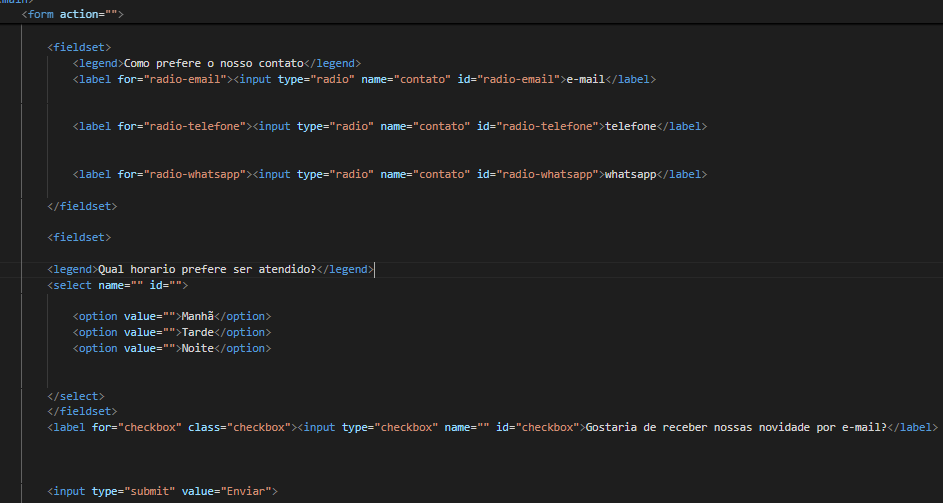 <form action="">
<fieldset>
<legend>Como prefere o nosso contato</legend>
<label for="radio-email"><input type="radio" name="contato" id="radio-email">e-mail</label>
<label for="radio-telefone"><input type="radio" name="contato" id="radio-telefone">telefone</label>
<label for="radio-whatsapp"><input type="radio" name="contato" id="radio-whatsapp">whatsapp</label>
</fieldset>
<fieldset>
<legend>Qual horario prefere ser atendido?</legend>
<select name="" id="">
<option value="">Manhã</option>
<option value="">Tarde</option>
<option value="">Noite</option>
</select>
</fieldset>
<label for="checkbox" class="checkbox"><input type="checkbox" name="" id="checkbox">Gostaria de receber nossas novidade por e-mail?</label>
<input type="submit" value="Enviar">